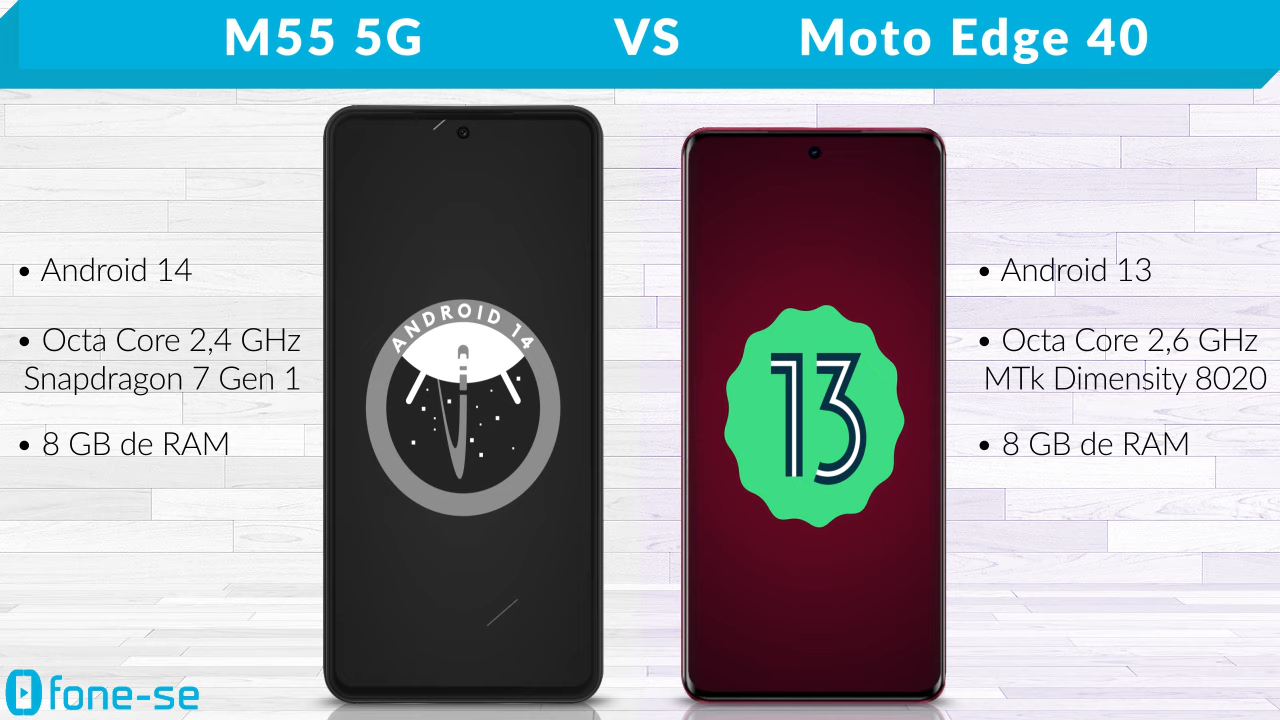 M55 5G VS Moto Edge 40
• Android 14
• Octa Core 2,4 GHz
Snapdragon 7 Gen 1
• 8 GB de RAM
ANDROID 14
13
• Android 13
• Octa Core 2,6 GHz
MTk Dimensity 8020
• 8 GB de RAM
fone-se